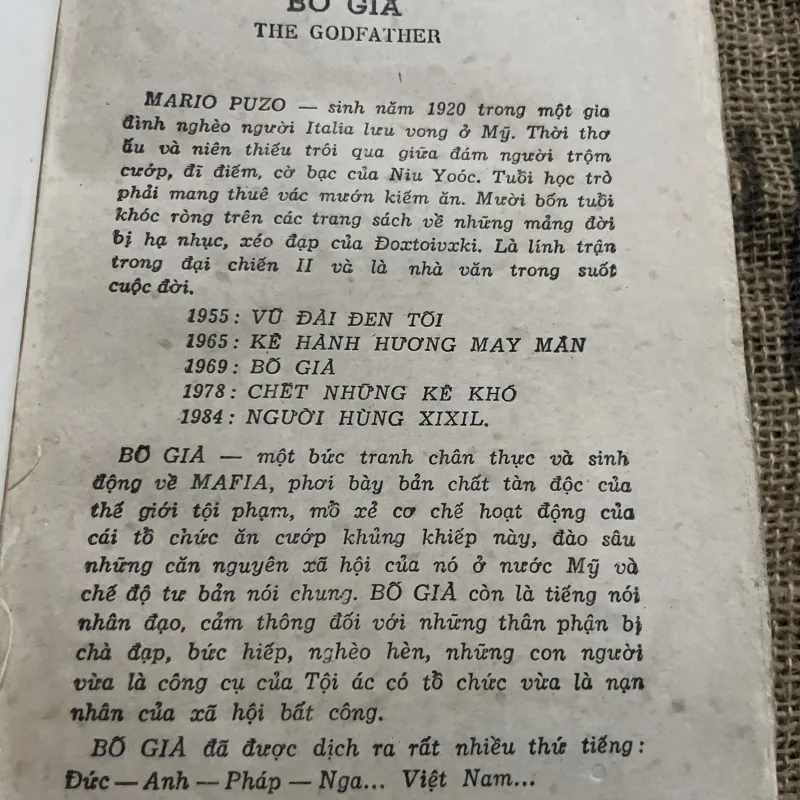 BỐ GIÀ
THE GODFATHER
MARIO PUZO — sinh năm 1920 trong một gia
đình nghèo người Italia lưu vong ở Mỹ. Thời thơ
ấu và niên thiếu trôi qua giữa đám người trộm
cướp, đĩ điếm, cờ bạc của Niu Yoóc. Tuổi học trò
phải mang thuê vác mướn kiếm ăn. Mười bốn tuổi
khóc ròng trên các trang sách về những mảng đời
bị hạ nhục, xéo đạp của Đoxtoivxki. Là lính trận
trong đại chiến II và là nhà văn trong suốt
cuộc đời.
1955: VŨ ĐÀI ĐEN TỐI
1965: KẺ HÀNH HƯƠNG MAY MẮN
1969: BỐ GIÀ
1978: CHẾT NHỮNG KẺ KHÓ
1984: NGƯỜI HÙNG XIXIL.
BỐ GIÀ — một bức tranh chân thực và sinh
động về MAFIA, phơi bày bản chất tàn độc của
thế giới tội phạm, mổ xẻ cơ chế hoạt động của
cái tổ chức ăn cướp khủng khiếp này, đào sâu
những căn nguyên xã hội của nó ở nước Mỹ và
chế độ tư bản nói chung. BỐ GIÀ còn là tiếng nói
nhân đạo, cảm thông đối với những thân phận bị
chà đạp, bức hiếp, nghèo hèn, những con người
vừa là công cụ của Tội ác có tổ chức vừa là nạn
nhân của xã hội bất công.
BỐ GIÀ đã được dịch ra rất nhiều thứ tiếng:
Đức — Anh — Pháp — Nga... Việt Nam...